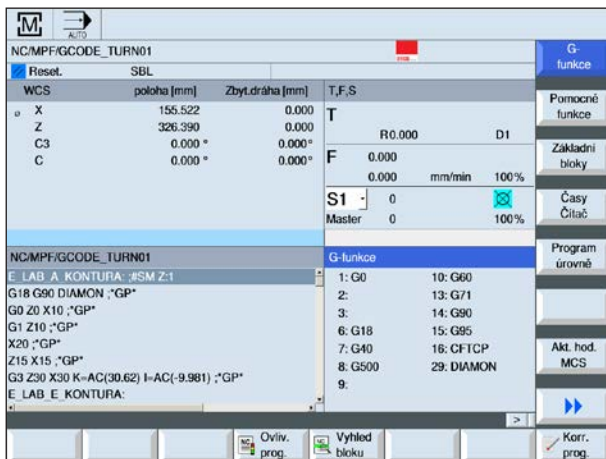 M AUTO
NC/MPF/GCODE_TURN01
Reset. SBL
WCS poloha [mm] Zbyt.dráha [mm]
X 155.522 0.000
Z 326.390 0.000
C3 0.000 ° 0.000°
C 0.000 ° 0.000°
T,F,S
T
R0.000 D1
F 0.000
0.000 mm/min 100%
S1 0
Master 0 100%
NC/MPF/GCODE_TURN01
E_LAB_A_KONTURA: ;#SM Z:1
G18 G90 DIAMON ;*GP*
G0 Z0 X10 ;*GP*
G1 Z10 ;*GP*
X20 ;*GP*
Z15 X15 ;*GP*
G3 Z30 X30 K=AC(30.62) I=AC(-9.981) ;*GP*
E_LAB_E_KONTURA:
G-funkce
1: G0 10: G60
2: 13: G71
3: 14: G90
6: G18 15: G95
7: G40 16: CFTCP
8: G500 29: DIAMON
9:
>
G-
funkce
Pomocné
funkce
Základní
bloky
Časy
Čítač
Program
úrovně
Akt. hod.
MCS
NC Ovliv.
prog.
NC Vyhled
bloku
Korr.
prog.